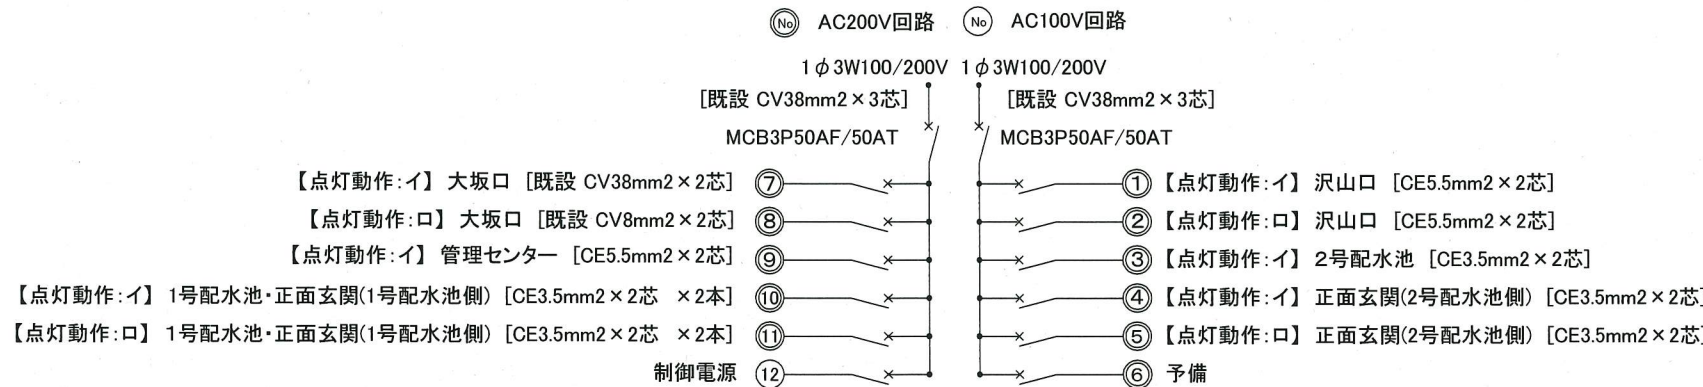 No AC200V回路 No AC100V回路
1φ3W100/200V 1φ3W100/200V
[既設 CV38mm2×3芯] [既設 CV38mm2×3芯]
MCB3P50AF/50AT MCB3P50AF/50AT
【点灯動作:イ】 大坂口 [既設 CV38mm2×2芯] ⑦ ① 【点灯動作:イ】 沢山口 [CE5.5mm2×2芯]
【点灯動作:ロ】 大坂口 [既設 CV8mm2×2芯] ⑧ ② 【点灯動作:ロ】 沢山口 [CE5.5mm2×2芯]
【点灯動作:イ】 管理センター [CE5.5mm2×2芯] ⑨ ③ 【点灯動作:イ】 2号配水池 [CE3.5mm2×2芯]
【点灯動作:イ】 1号配水池・正面玄関(1号配水池側) [CE3.5mm2×2芯 ×2本] ⑩ ④ 【点灯動作:イ】 正面玄関(2号配水池側) [CE3.5mm2×2芯]
【点灯動作:ロ】 1号配水池・正面玄関(1号配水池側) [CE3.5mm2×2芯 ×2本] ⑪ ⑤ 【点灯動作:ロ】 正面玄関(2号配水池側) [CE3.5mm2×2芯]
制御電源 ⑫ ⑥ 予備